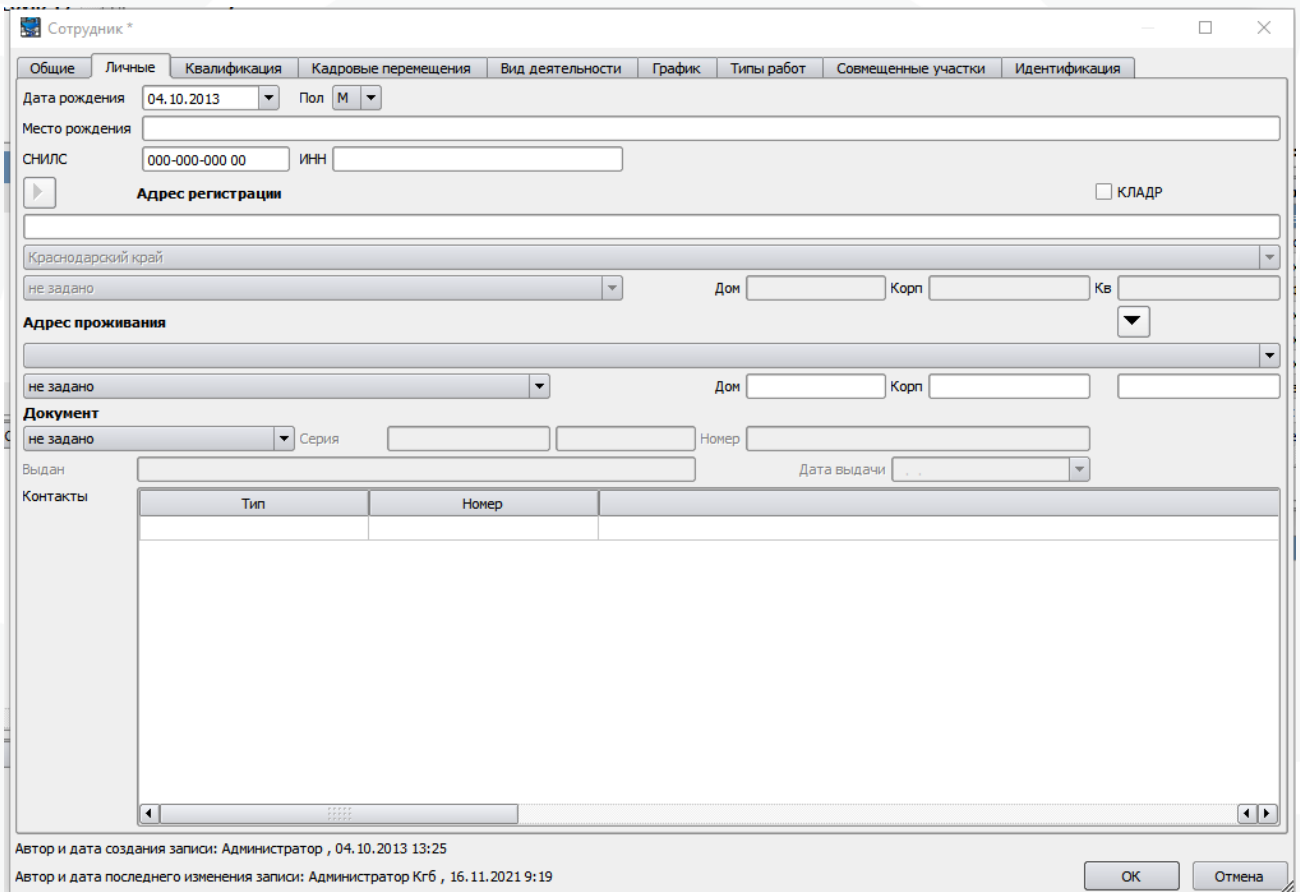 Сотрудник *
Общие Личные Квалификация Кадровые перемещения Вид деятельности График Типы работ Совмещенные участки Идентификация
Дата рождения 04.10.2013 Пол М
Место рождения
СНИЛС 000-000-000 00 ИНН
Адрес регистрации КЛАДР
Краснодарский край
не задано Дом Корп Кв
Адрес проживания
не задано Дом Корп
Документ
не задано Серия Номер
Выдан Дата выдачи . .
Контакты Тип Номер
Автор и дата создания записи: Администратор , 04.10.2013 13:25
Автор и дата последнего изменения записи: Администратор Кгб , 16.11.2021 9:19
ОК Отмена